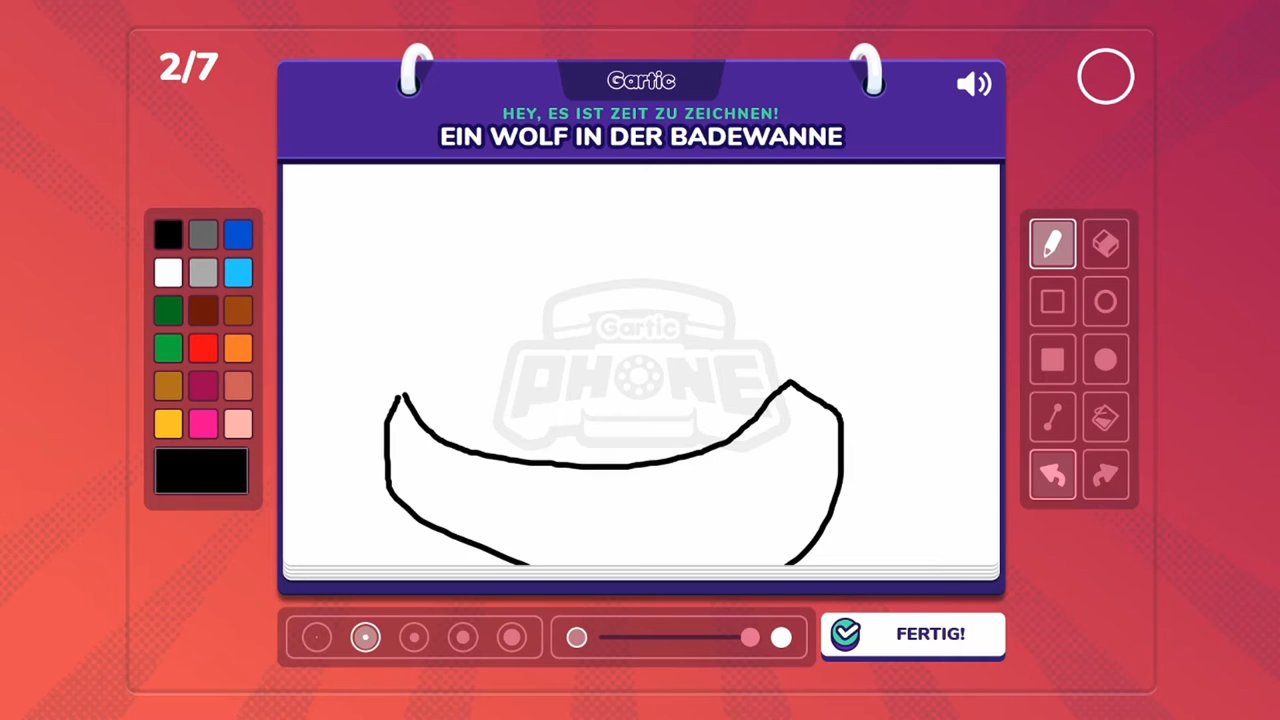 2/7
Gartic
HEY, ES IST ZEIT ZU ZEICHNEN!
EIN WOLF IN DER BADEWANNE
Gartic
PHONE
FERTIG!